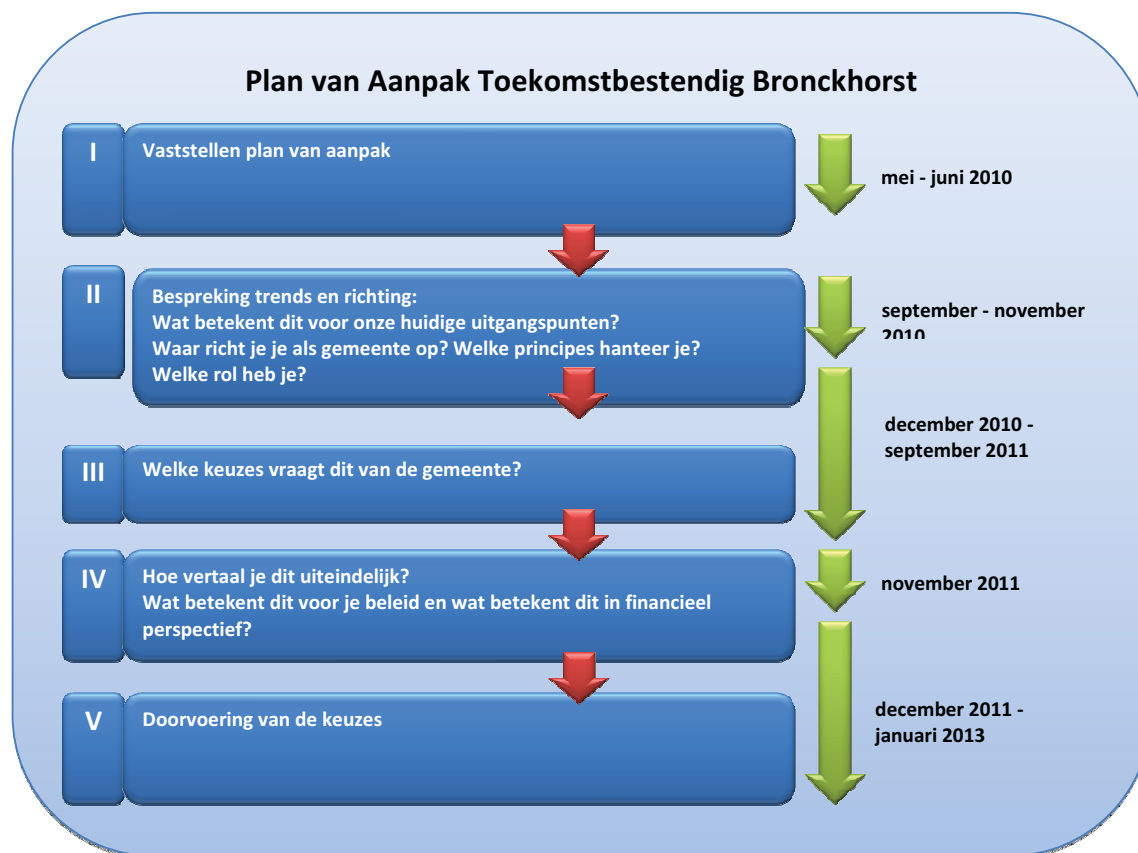 Plan van Aanpak Toekomstbestendig Bronckhorst
I
Vaststellen plan van aanpak
mei - juni 2010
II
Bespreking trends en richting:
Wat betekent dit voor onze huidige uitgangspunten?
Waar richt je je als gemeente op? Welke principes hanteer je?
Welke rol heb je?
september - november
2010
december 2010 -
september 2011
III
Welke keuzes vraagt dit van de gemeente?
IV
Hoe vertaal je dit uiteindelijk?
Wat betekent dit voor je beleid en wat betekent dit in financieel
perspectief?
november 2011
V
Doorvoering van de keuzes
december 2011 -
januari 2013